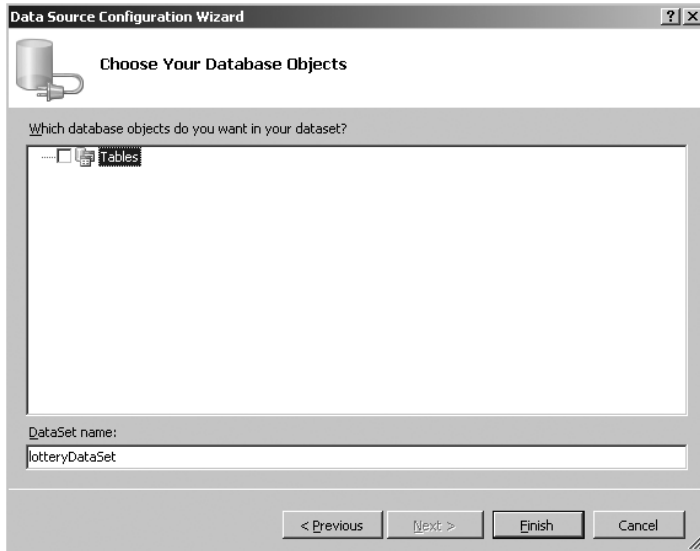 Data Source Configuration Wizard
Choose Your Database Objects
Which database objects do you want in your dataset?
Tables
DataSet name:
lotteryDataSet
< Previous
Next >
Finish
Cancel